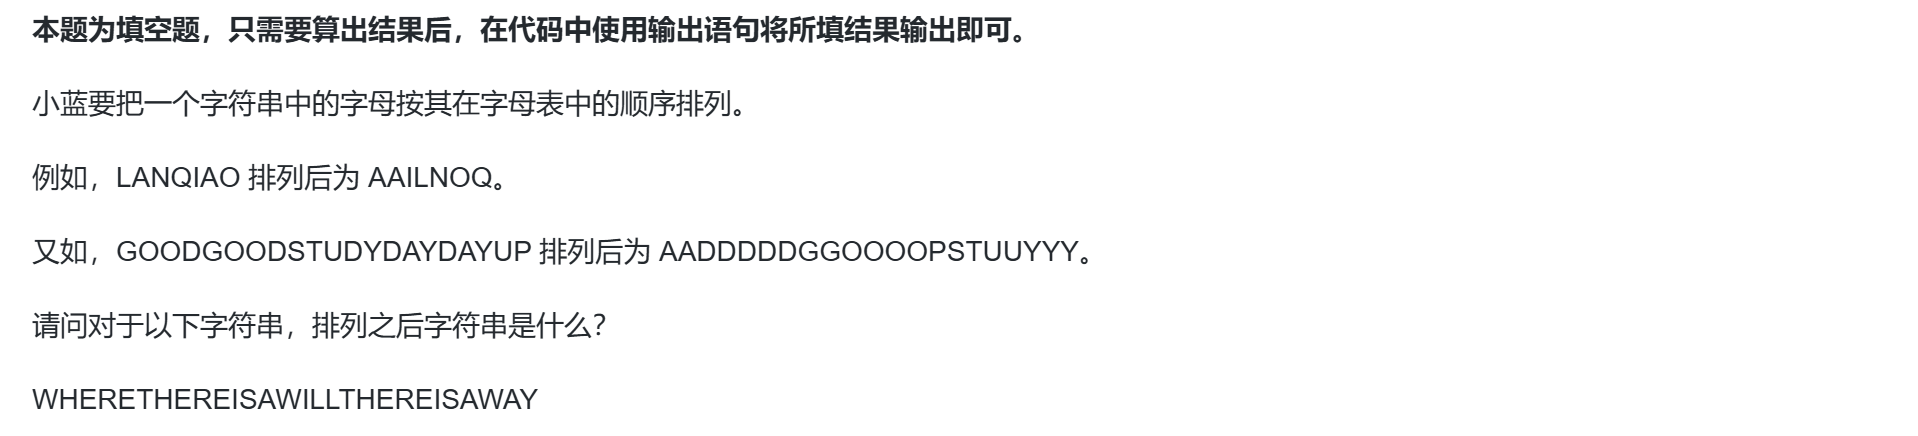 本题为填空题，只需要算出结果后，在代码中使用输出语句将所填结果输出即可。
小蓝要把一个字符串中的字母按其在字母表中的顺序排列。
例如，LANQIAO 排列后为 AAILNOQ。
又如，GOODGOODSTUDYDAYDAYUP 排列后为 AADDDDDGGOOOOPSTUUYYY。
请问对于以下字符串，排列之后字符串是什么？
WHERETHEREISAWILLTHEREISAWAY